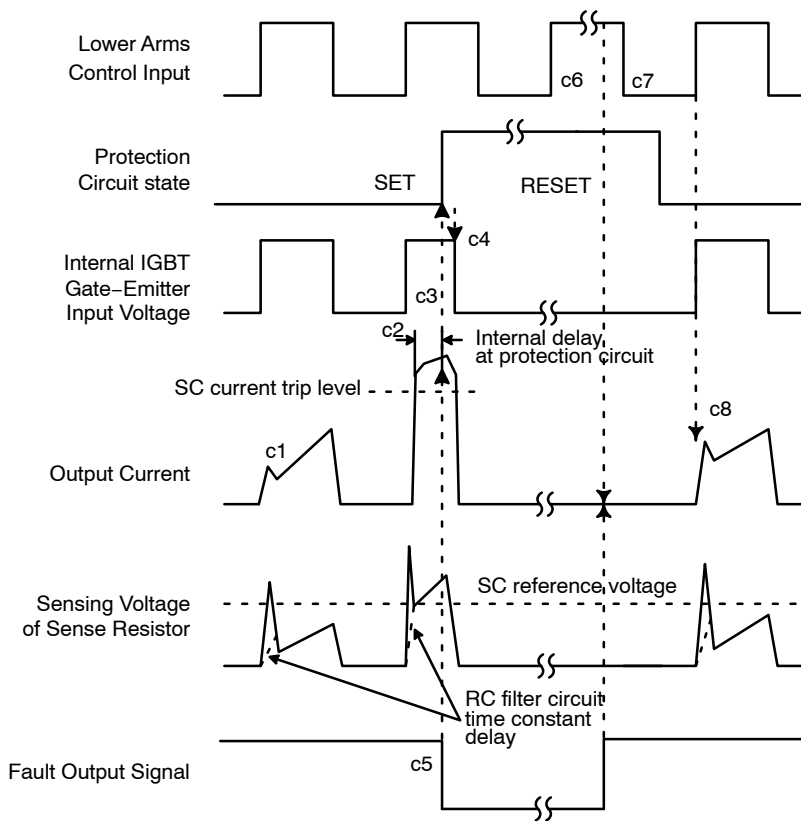 Lower Arms
Control Input
c6
c7
Protection
Circuit state
SET
RESET
c4
Internal IGBT
Gate−Emitter
Input Voltage
c3
c2
Internal delay
at protection circuit
SC current trip level
c8
c1
Output Current
SC reference voltage
Sensing Voltage
of Sense Resistor
RC filter circuit
time constant
delay
c5
Fault Output Signal